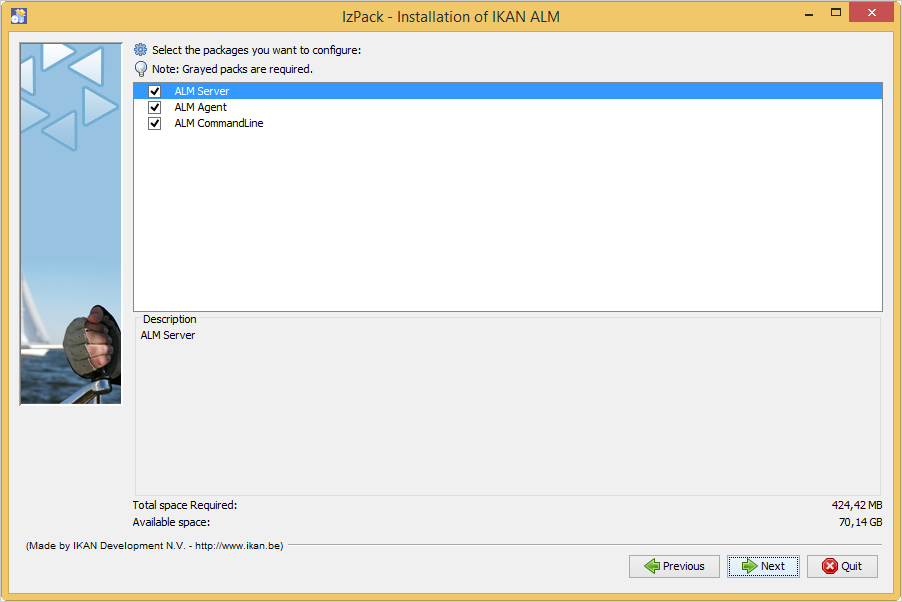 IzPack - Installation of IKAN ALM
Select the packages you want to configure:
Note: Grayed packs are required.
ALM Server
ALM Agent
ALM CommandLine
Description
ALM Server
Total space Required: 424,42 MB
Available space: 70,14 GB
(Made by IKAN Development N.V. - http://www.ikan.be)
Previous Next Quit